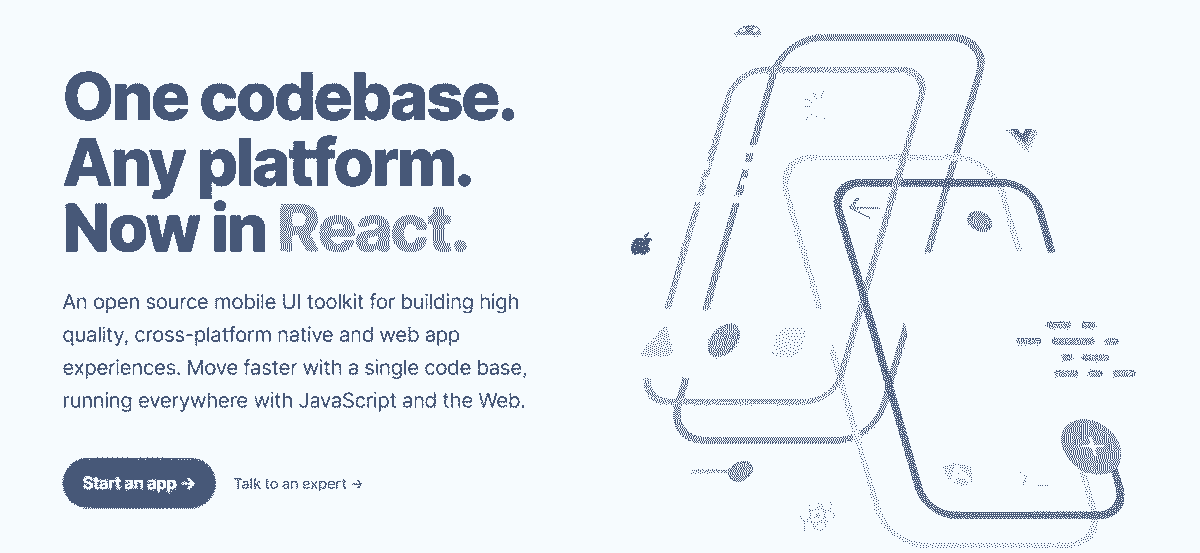 One codebase.
Any platform.
Now in React.
An open source mobile UI toolkit for building high
quality, cross-platform native and web app
experiences. Move faster with a single code base,
running everywhere with JavaScript and the Web.
Start an app →
Talk to an expert →